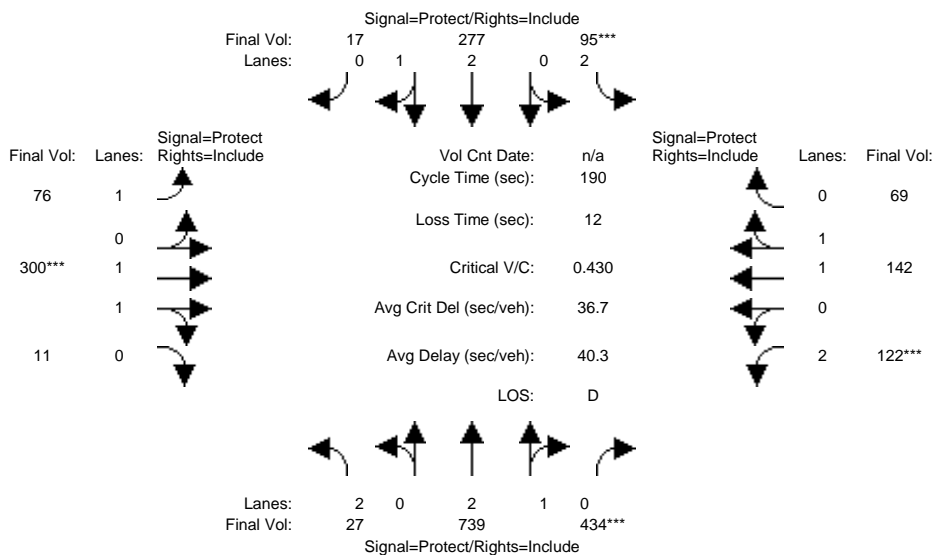 Signal=Protect/Rights=Include
Final Vol: 17 277 95***
Lanes: 0 1 2 0 2
Signal=Protect
Final Vol: Lanes: Rights=Include
Vol Cnt Date: n/a
Signal=Protect
Rights=Include Lanes: Final Vol:
Cycle Time (sec): 190
76 1
0 69
Loss Time (sec): 12
0
1
300*** 1
Critical V/C: 0.430
1 142
1
Avg Crit Del (sec/veh): 36.7
0
11 0
Avg Delay (sec/veh): 40.3
2 122***
LOS: D
Lanes: 2 0 2 1 0
Final Vol: 27 739 434***
Signal=Protect/Rights=Include